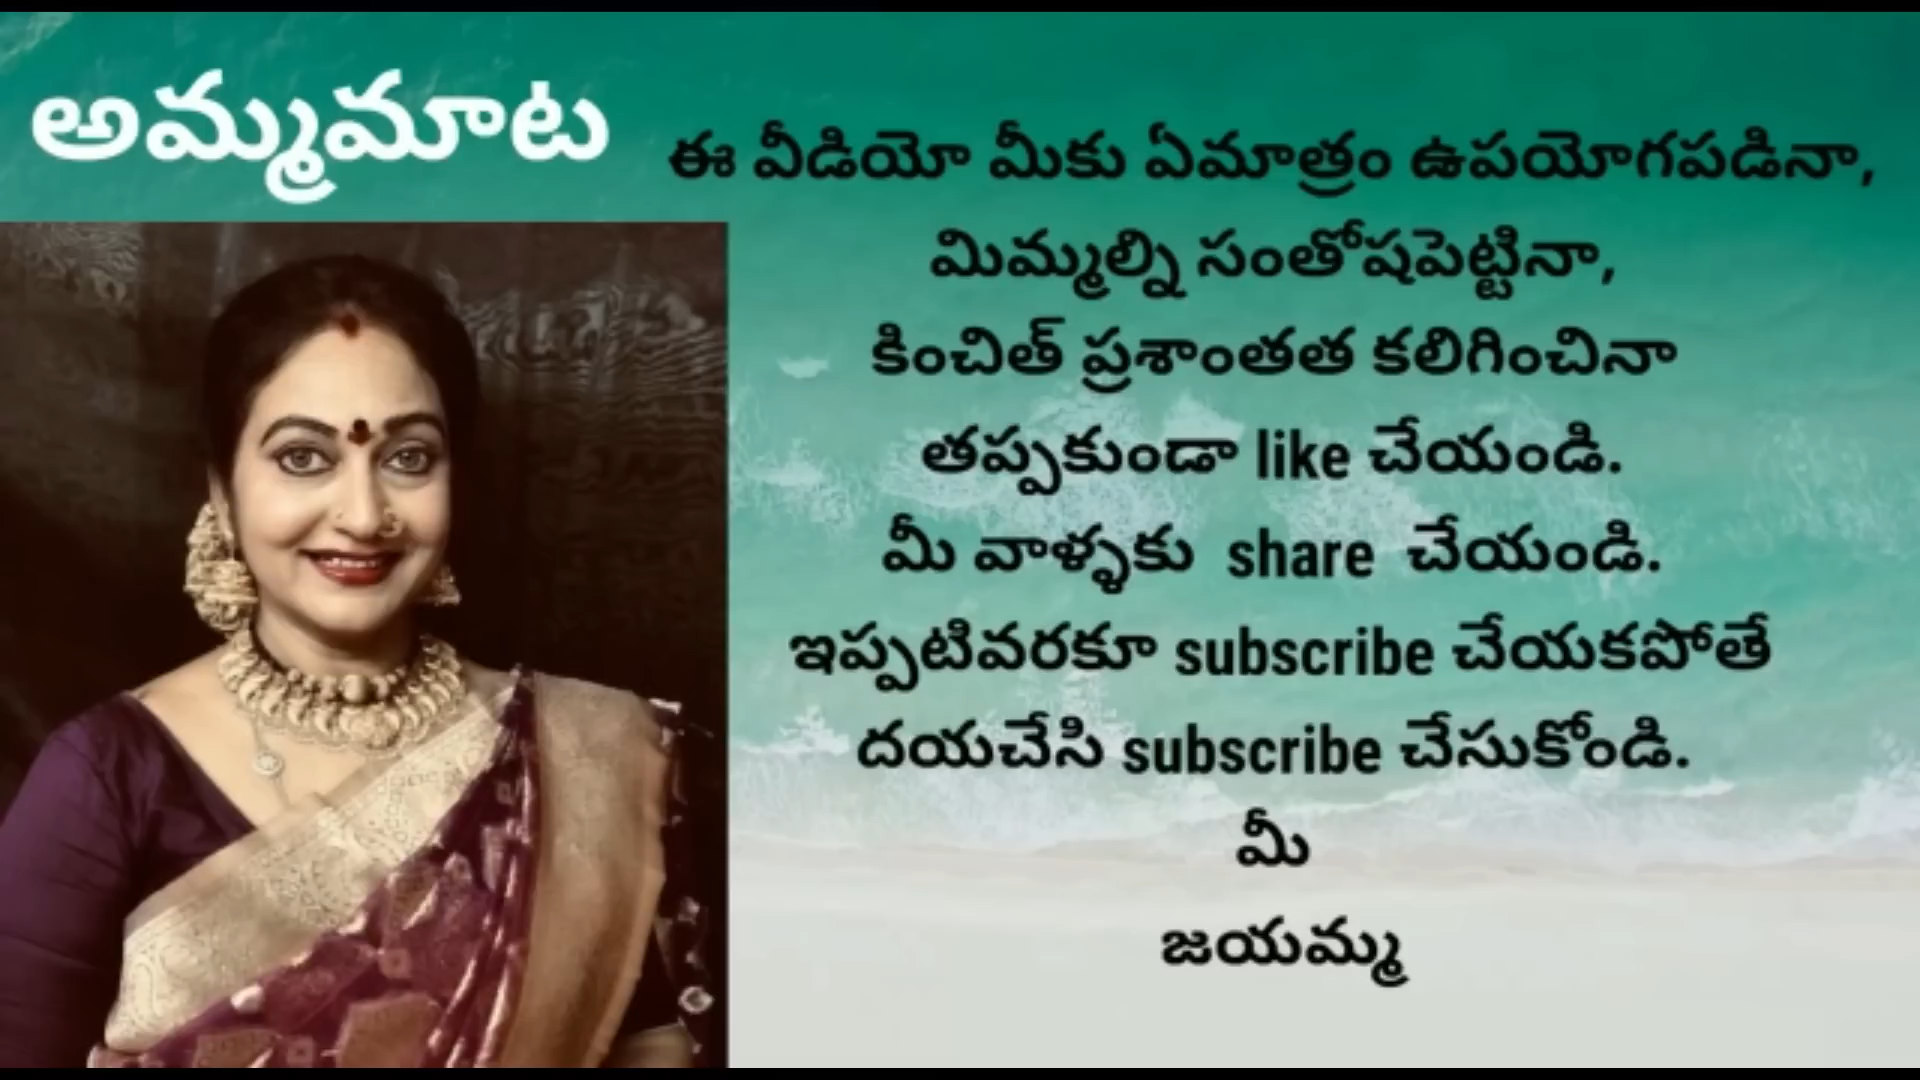 అమ్మమాట
ఈ వీడియో మీకు ఏమాత్రం ఉపయోగపడినా,
మిమ్మల్ని సంతోషపెట్టినా,
కించిత్ ప్రశాంతత కలిగించినా
తప్పకుండా like చేయండి.
మీ వాళ్ళకు share చేయండి.
ఇప్పటివరకూ subscribe చేయకపోతే
దయచేసి subscribe చేసుకోండి.
మీ
జయమ్మ